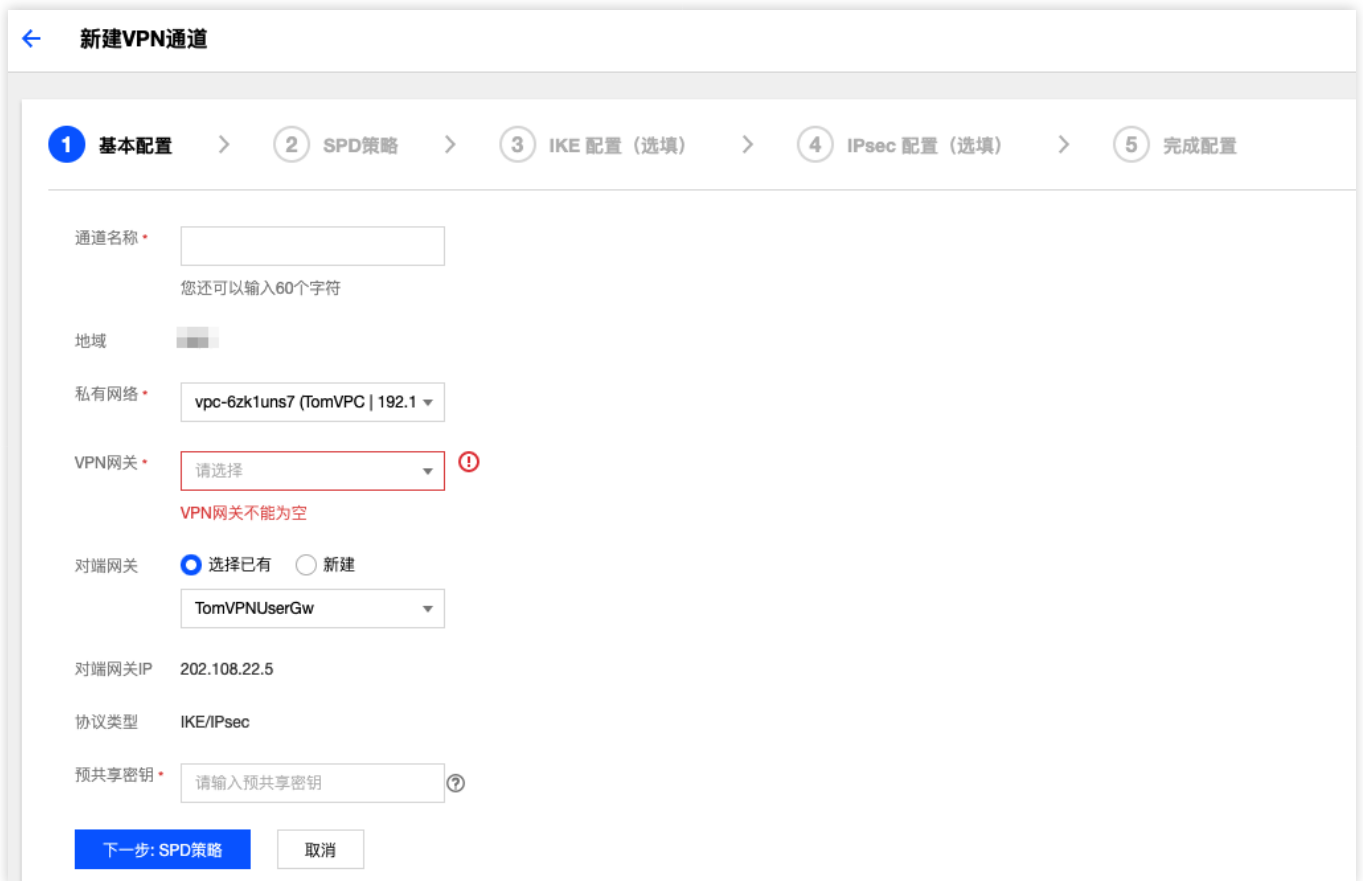 新建VPN通道
1 基本配置 > 2 SPD策略 > 3 IKE 配置（选填） > 4 IPsec 配置（选填） > 5 完成配置
通道名称 *
您还可以输入60个字符
地域
私有网络 * vpc-6zk1uns7 (TomVPC | 192.1
VPN网关 * 请选择
VPN网关不能为空
对端网关 选择已有 新建
TomVPNUserGw
对端网关IP 202.108.22.5
协议类型 IKE/IPsec
预共享密钥 * 请输入预共享密钥
下一步: SPD策略 取消